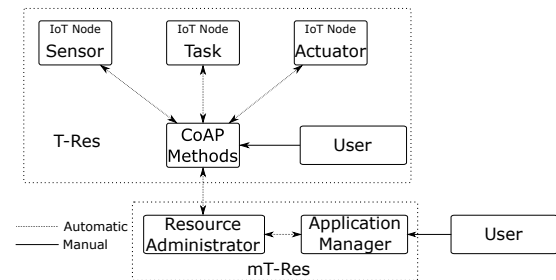 IoT Node IoT Node IoT Node
Sensor Task Actuator
T-Res
CoAP
Methods
User
Automatic
Manual
Resource
Administrator
Application
Manager
User
mT-Res